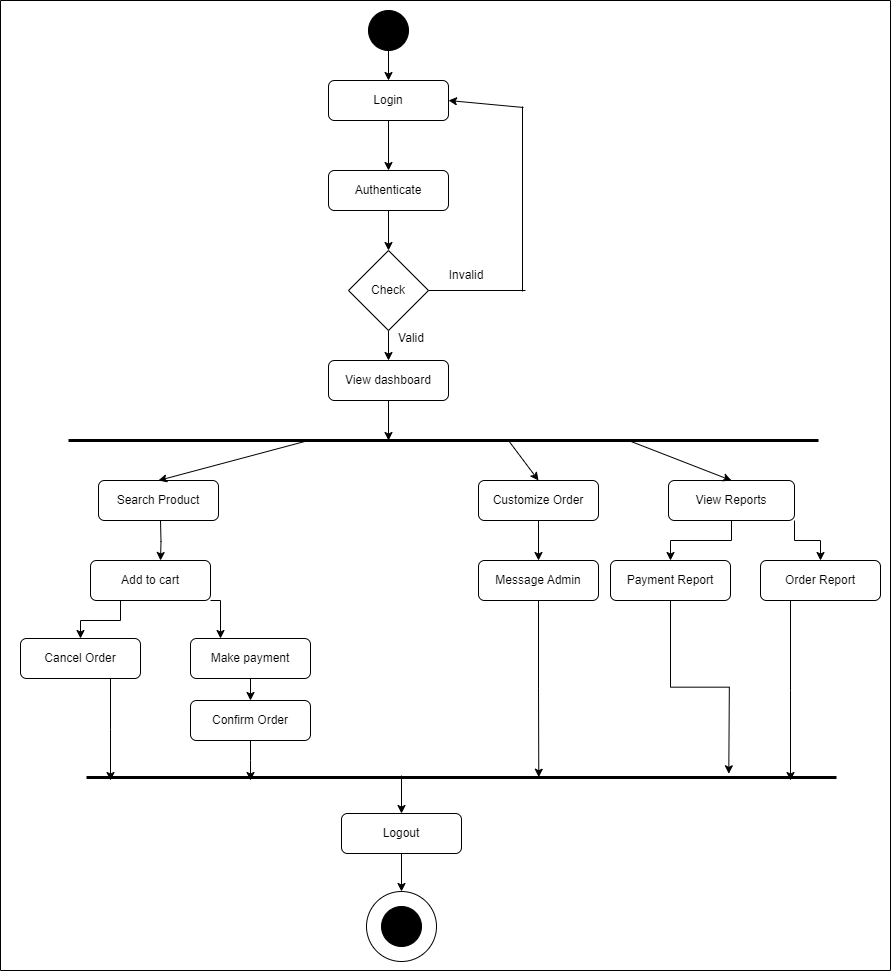 Login
Authenticate
Check
Invalid
Valid
View dashboard
Search Product
Customize Order
View Reports
Add to cart
Message Admin
Payment Report
Order Report
Cancel Order
Make payment
Confirm Order
Logout